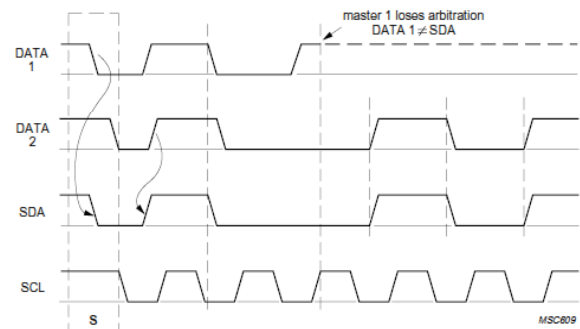 master 1 loses arbitration
DATA 1 ≠ SDA
DATA
1
DATA
2
SDA
SCL
S
MSC609